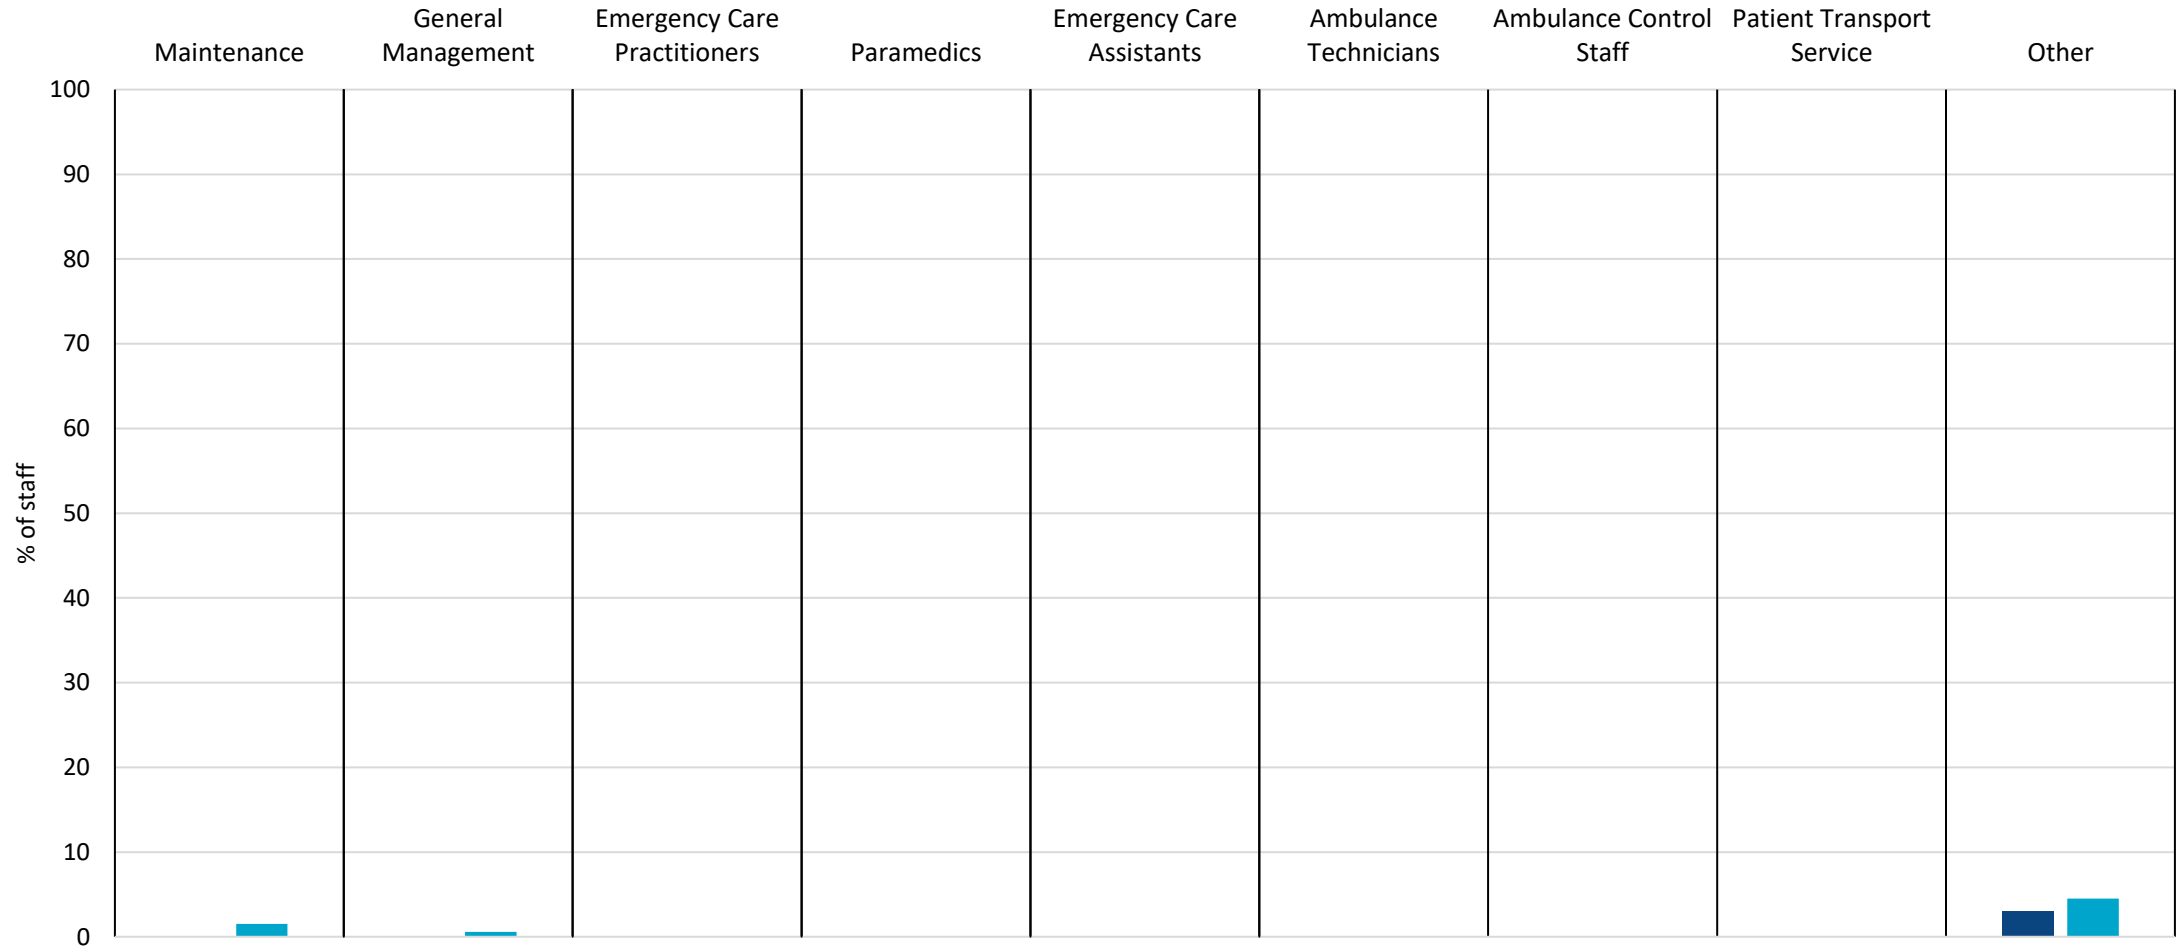 Maintenance
General
Management
Emergency Care
Practitioners
Paramedics
Emergency Care
Assistants
Ambulance
Technicians
Ambulance Control
Staff
Patient Transport
Service
Other
100
90
80
70
60
50
40
30
20
10
0
% of staff